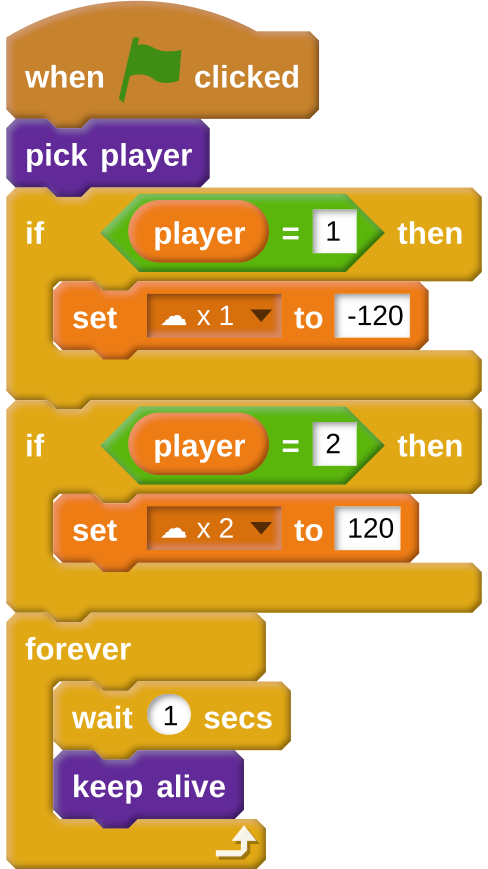 when clicked
pick player
if player = 1 then
set ☁ x 1 to -120
if player = 2 then
set ☁ x 2 to 120
forever
wait 1 secs
keep alive